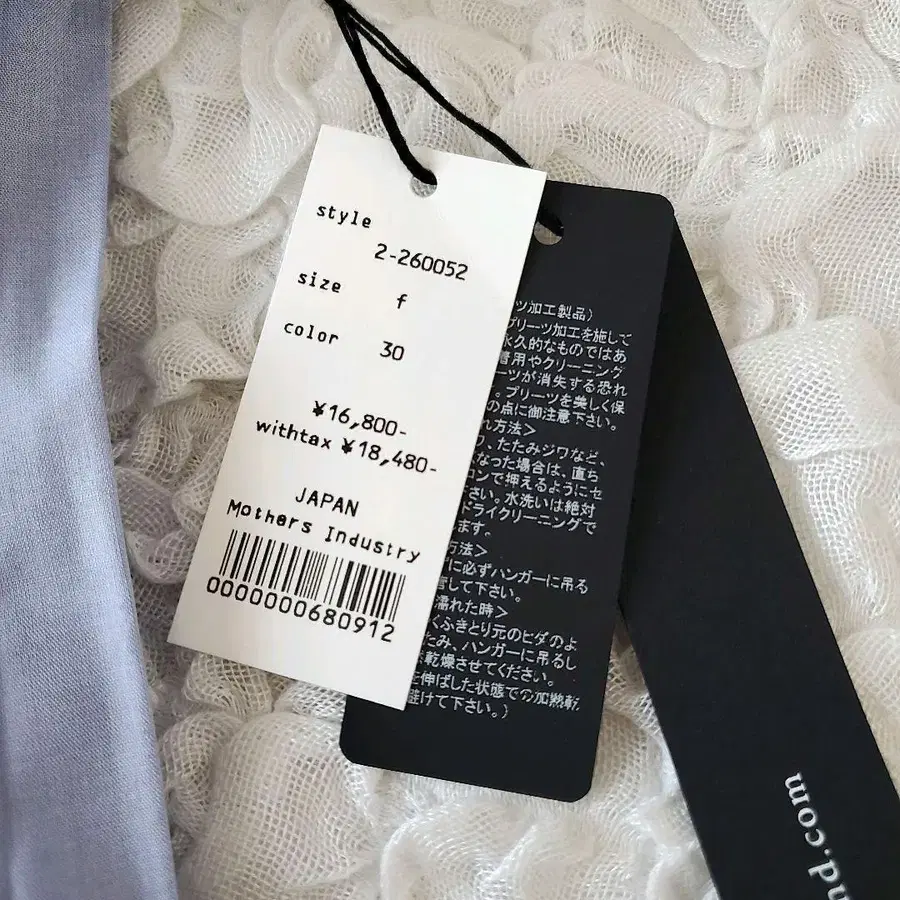 style
2-260052
size f
color 30
¥16,800-
withtax ¥18,480-
JAPAN
Mothers Industry
0000000680912
ツ加工製品)
プリーツ加工を施して
永久的なものではあ
着用やクリーニング
ーツが消失する恐れ
。プリーツを美しく保
の点に御注意下さい。
れ方法>
り、たたみジワなど、
なった場合は、直ち
ロンで押えるようにセ
さい。水洗いは絶対
ドライクリーニングで
ます。
方法>
に必ずハンガーに吊る
管して下さい。
濡れた時>
くふきとり元のヒダのよ
たたみ、ハンガーに吊るし
乾燥させてください。
を伸ばした状態での加熱乾
避けて下さい。)
nd.com